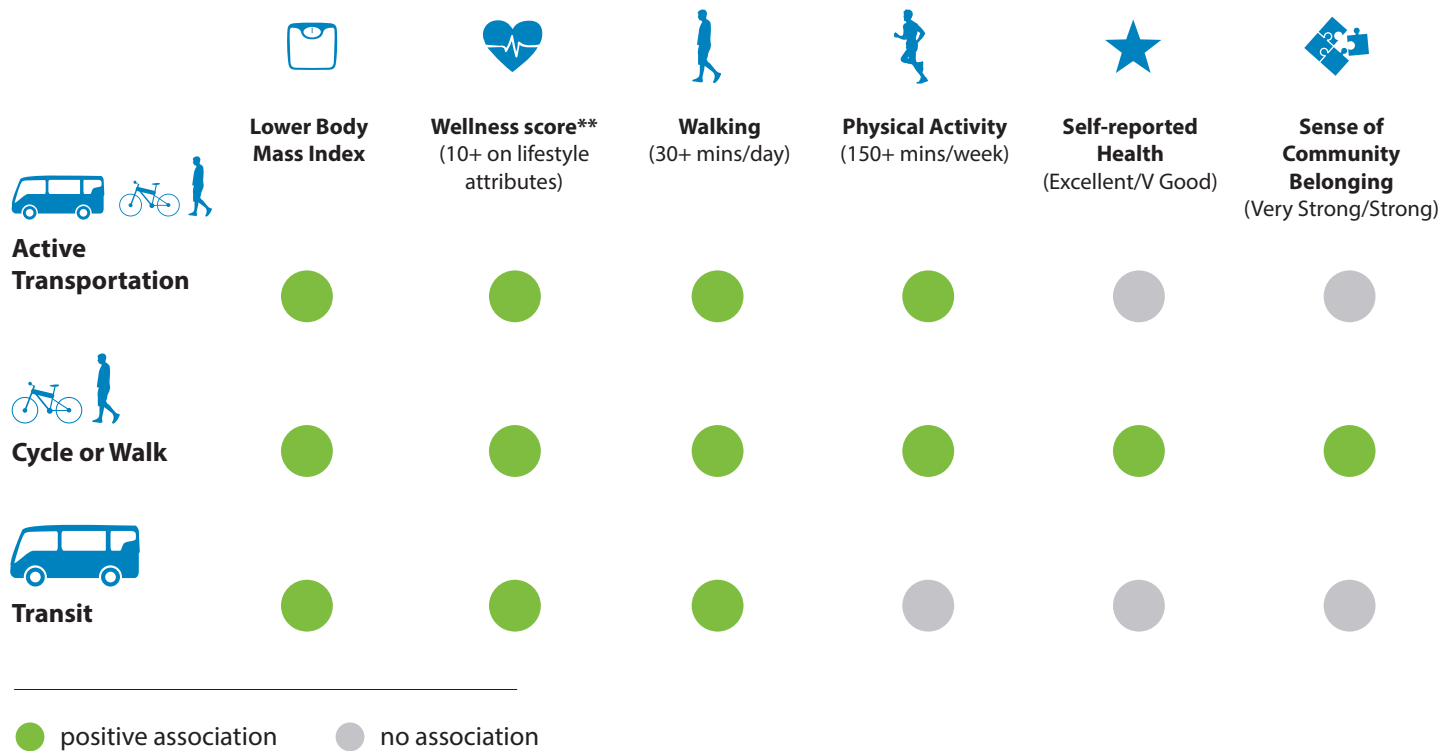 Lower Body
Mass Index
Wellness score**
(10+ on lifestyle
attributes)
Walking
(30+ mins/day)
Physical Activity
(150+ mins/week)
Self-reported
Health
(Excellent/V Good)
Sense of
Community
Belonging
(Very Strong/Strong)
Active
Transportation
Cycle or Walk
Transit
positive association
no association